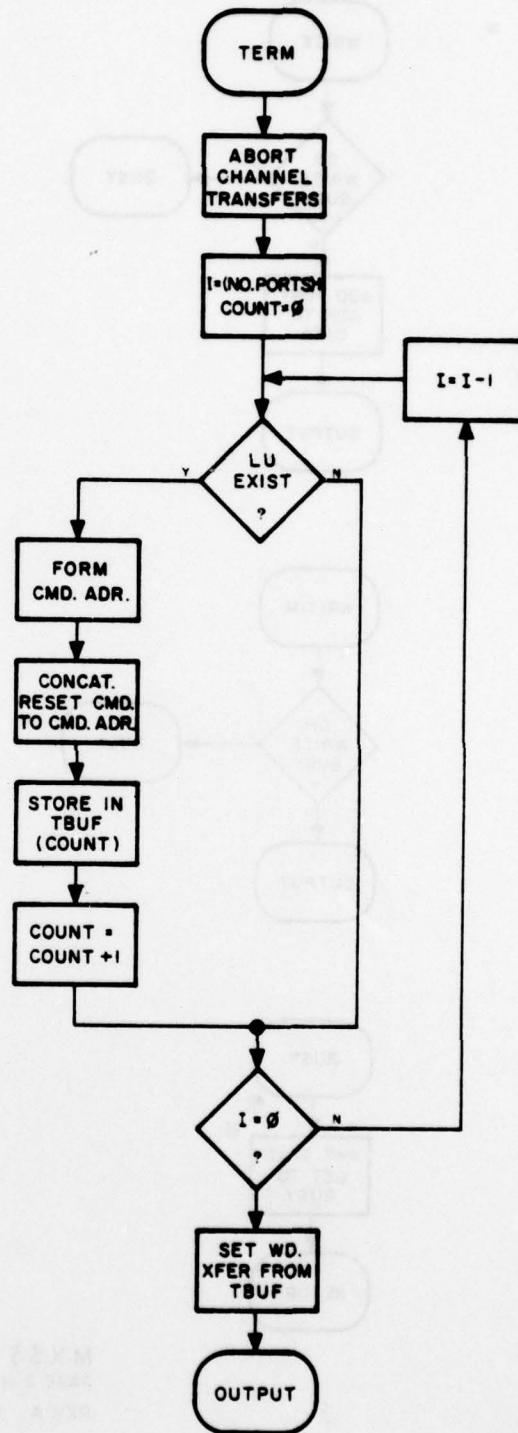 TERM
ABORT
CHANNEL
TRANSFERS
I=(NO.PORTS)-1
COUNT=Ø
I=I-1
LU
EXIST
?
Y
N
FORM
CMD. ADR.
CONCAT.
RESET CMD.
TO CMD. ADR.
STORE IN
TBUF
(COUNT)
COUNT =
COUNT +1
I=Ø
?
N
SET WD.
XFER FROM
TBUF
OUTPUT